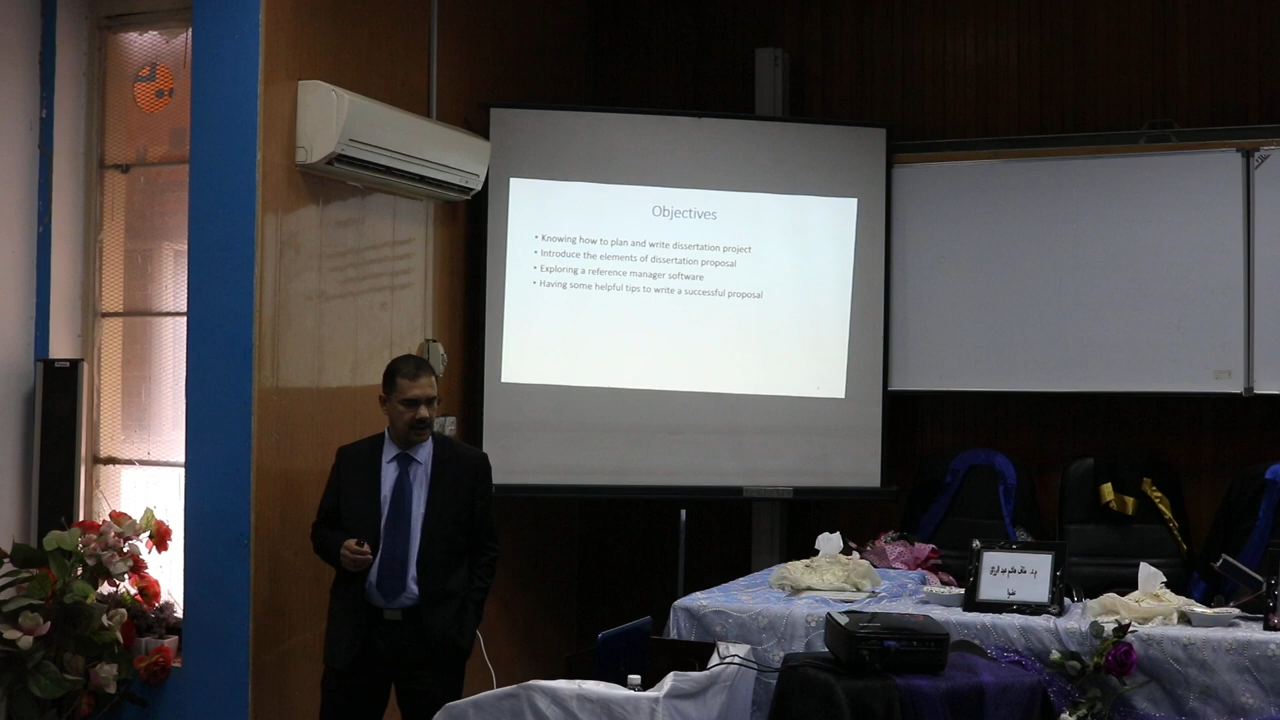 Objectives
• Knowing how to plan and write dissertation project
• Introduce the elements of dissertation proposal
• Exploring a reference manager software
• Having some helpful tips to write a successful proposal
عضوا